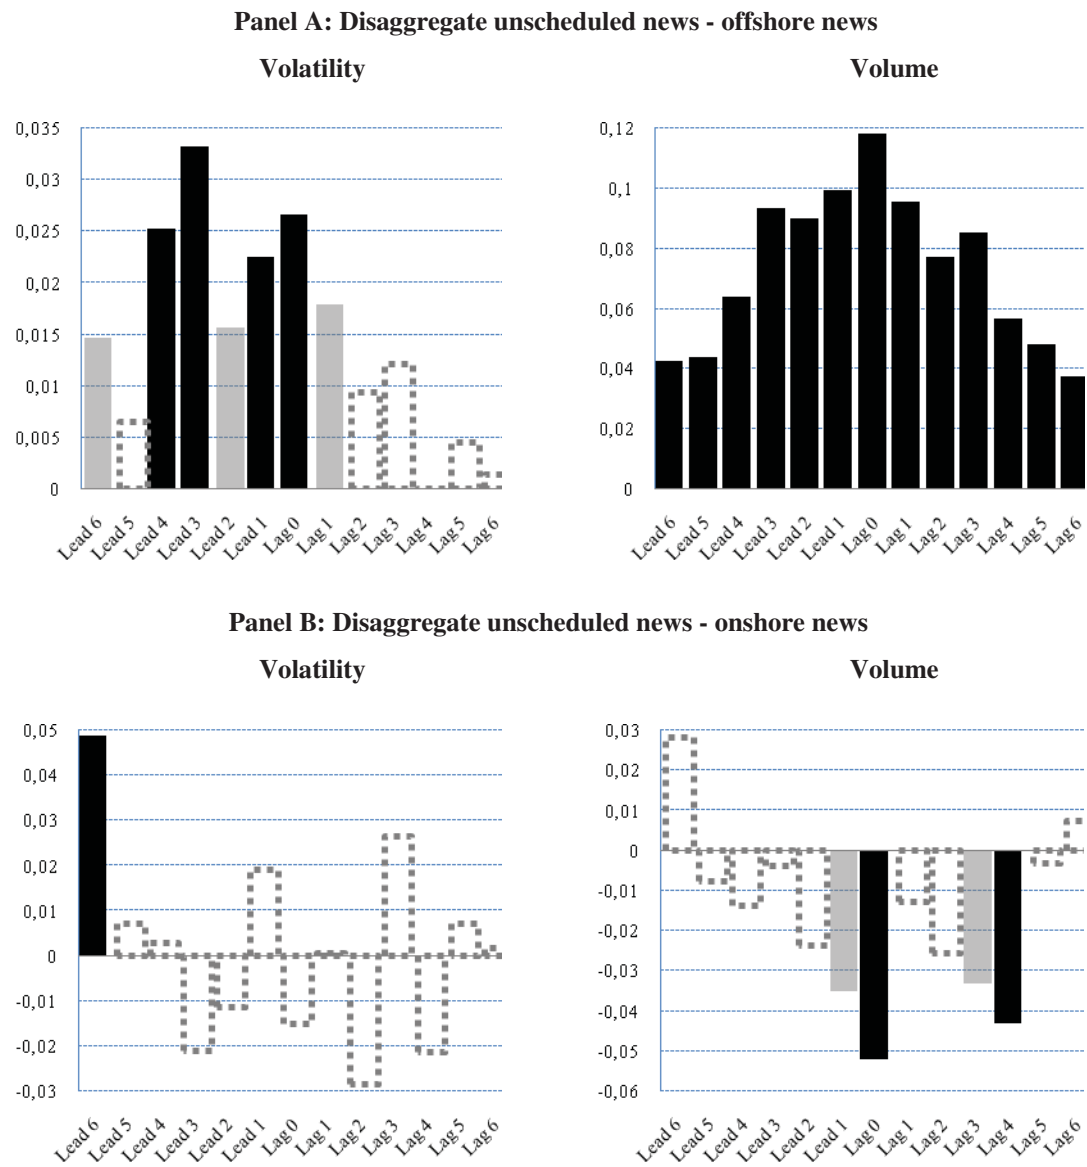 Panel A: Disaggregate unscheduled news - offshore news
Volatility
Volume
0,035
0,03
0,025
0,02
0,015
0,01
0,005
0
Lead 6
Lead 5
Lead 4
Lead 3
Lead 2
Lead 1
Lag 0
Lag 1
Lag 2
Lag 3
Lag 4
Lag 5
Lag 6
0,12
0,1
0,08
0,06
0,04
0,02
0
Lead 6
Lead 5
Lead 4
Lead 3
Lead 2
Lead 1
Lag 0
Lag 1
Lag 2
Lag 3
Lag 4
Lag 5
Lag 6
Panel B: Disaggregate unscheduled news - onshore news
Volatility
Volume
0,05
0,04
0,03
0,02
0,01
0
-0,01
-0,02
-0,03
Lead 6
Lead 5
Lead 4
Lead 3
Lead 2
Lead 1
Lag 0
Lag 1
Lag 2
Lag 3
Lag 4
Lag 5
Lag 6
0,03
0,02
0,01
0
-0,01
-0,02
-0,03
-0,04
-0,05
-0,06
Lead 6
Lead 5
Lead 4
Lead 3
Lead 2
Lead 1
Lag 0
Lag 1
Lag 2
Lag 3
Lag 4
Lag 5
Lag 6